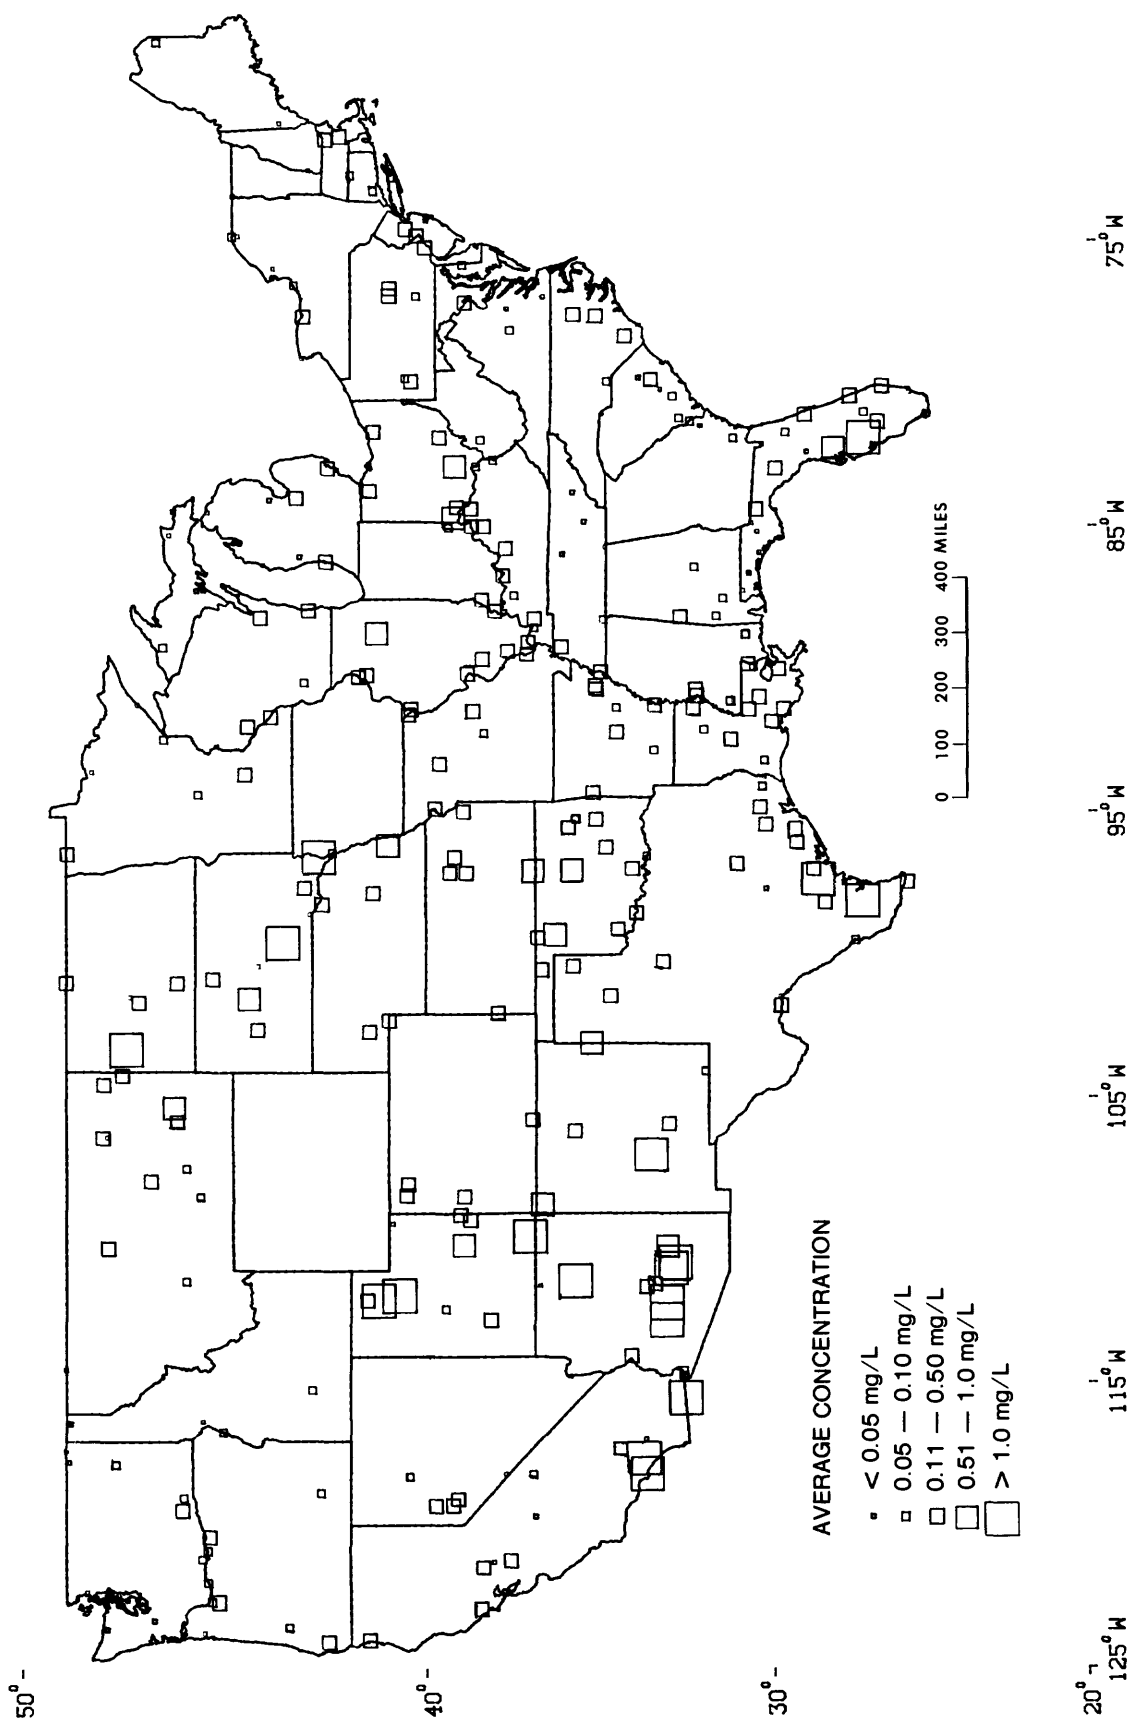 50°
40°
30°
20°
125°W
115°W
105°W
95°W
85°W
75°W
AVERAGE CONCENTRATION
< 0.05 mg/L
0.05 — 0.10 mg/L
0.11 — 0.50 mg/L
0.51 — 1.0 mg/L
> 1.0 mg/L
0 100 200 300 400 MILES